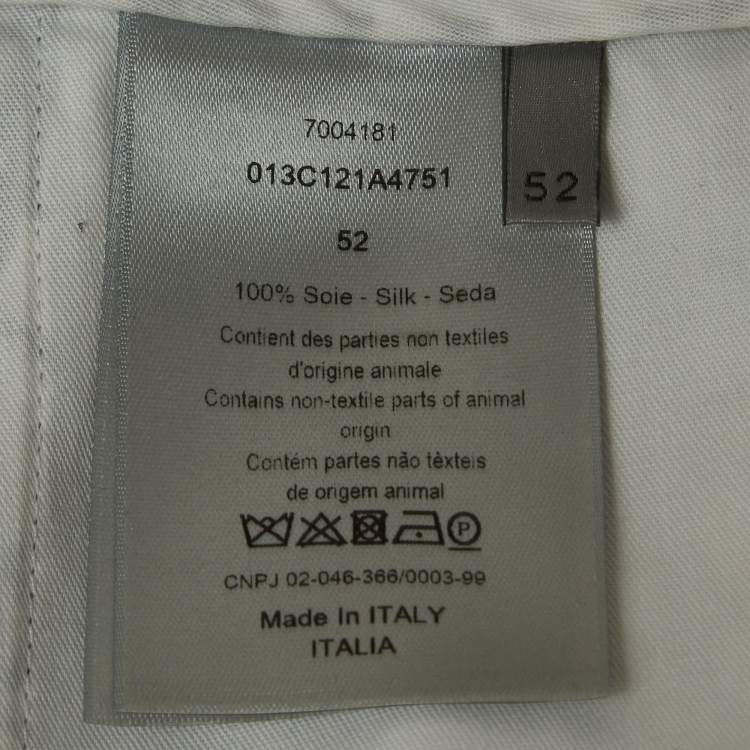 7004181
013C121A4751
52
52
100% Soie - Silk - Seda
Contient des parties non textiles
d'origine animale
Contains non-textile parts of animal
origin
Contém partes não têxteis
de origem animal
P
CNPJ 02-046-366/0003-99
Made In ITALY
ITALIA